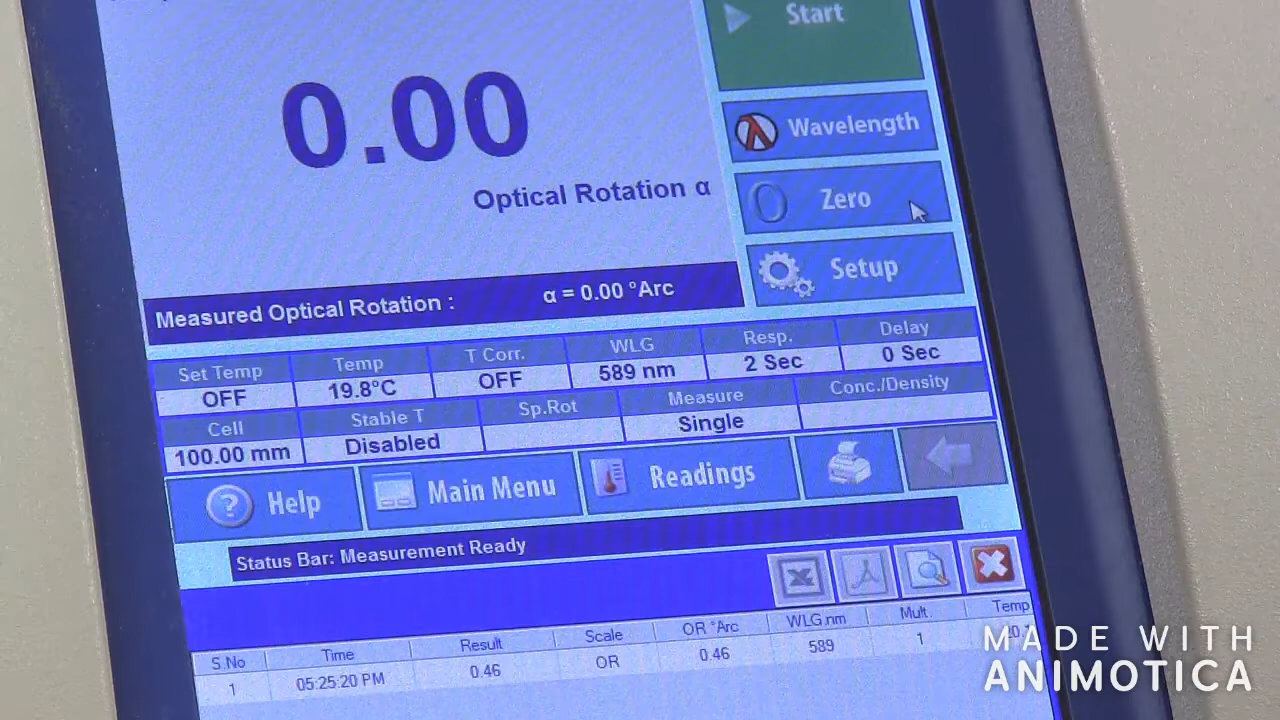 Start
0.00
Wavelength
Optical Rotation α
Zero
Setup
Measured Optical Rotation : α = 0.00 °Arc
Set Temp Temp T Corr. WLG Resp. Delay
OFF 19.8°C OFF 589 nm 2 Sec 0 Sec
Cell Stable T Sp.Rot Measure Conc./Density
100.00 mm Disabled Single
? Help Main Menu Readings
Status Bar: Measurement Ready
S.No Time Result Scale OR °Arc WLG.nm Mult. Temp
1 05:25:20 PM 0.46 OR 0.46 589 1
MADE WITH
ANIMOTICA